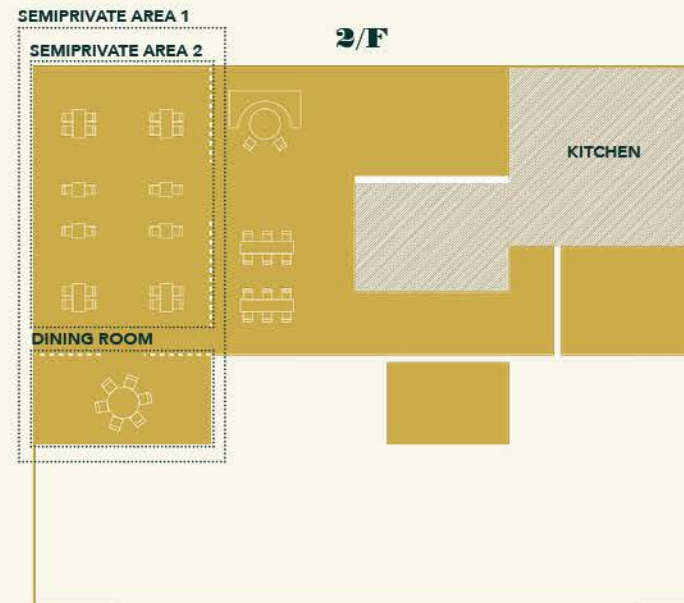 SEMIPRIVATE AREA 1
2/F
SEMIPRIVATE AREA 2
KITCHEN
DINING ROOM